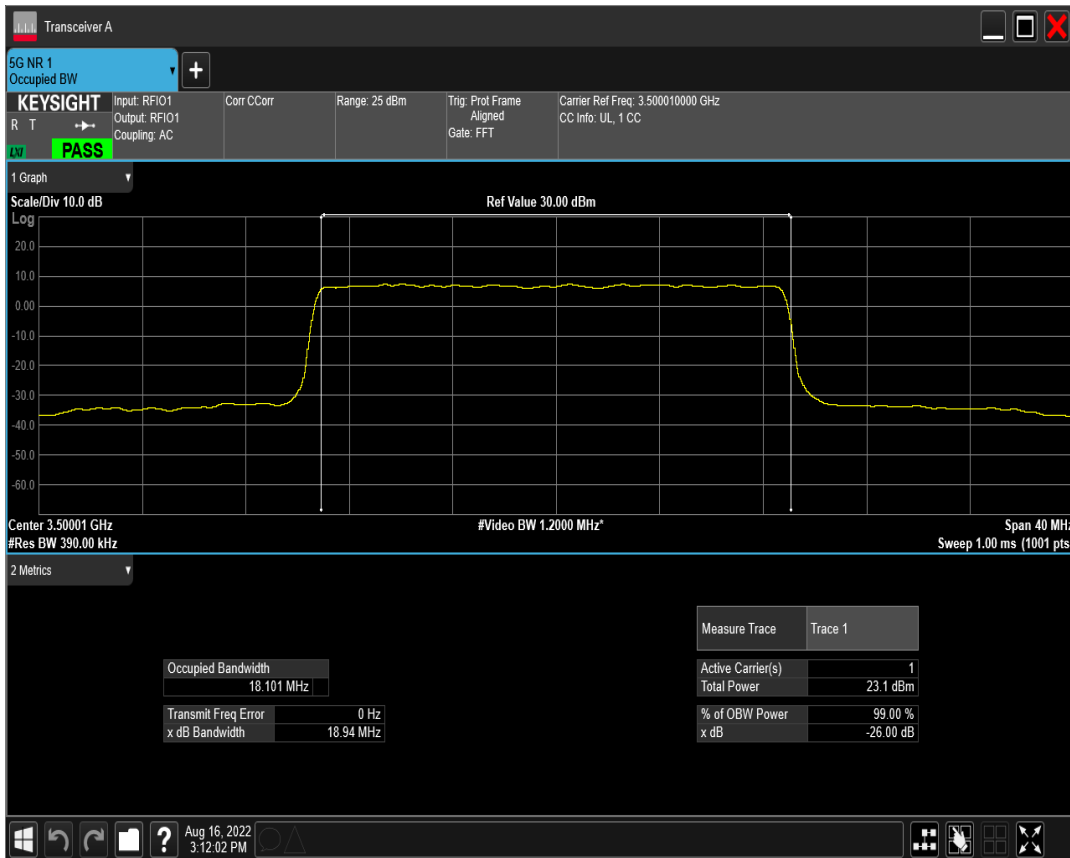 Transceiver A
5G NR 1
Occupied BW
KEYSIGHT
R T
LXI
PASS
Input: RFIO1
Output: RFIO1
Coupling: AC
Corr CCorr
Range: 25 dBm
Trig: Prot Frame
Aligned
Gate: FFT
Carrier Ref Freq: 3.500010000 GHz
CC Info: UL, 1 CC
1 Graph
Scale/Div 10.0 dB
Ref Value 30.00 dBm
Log
20.0
10.0
0.00
-10.0
-20.0
-30.0
-40.0
-50.0
-60.0
Center 3.50001 GHz
#Video BW 1.2000 MHz*
Span 40 MHz
#Res BW 390.00 kHz
Sweep 1.00 ms (1001 pts
2 Metrics
Measure Trace Trace 1
Occupied Bandwidth
18.101 MHz
Active Carrier(s) 1
Total Power 23.1 dBm
Transmit Freq Error 0 Hz
x dB Bandwidth 18.94 MHz
% of OBW Power 99.00 %
x dB -26.00 dB
?
Aug 16, 2022
3:12:02 PM